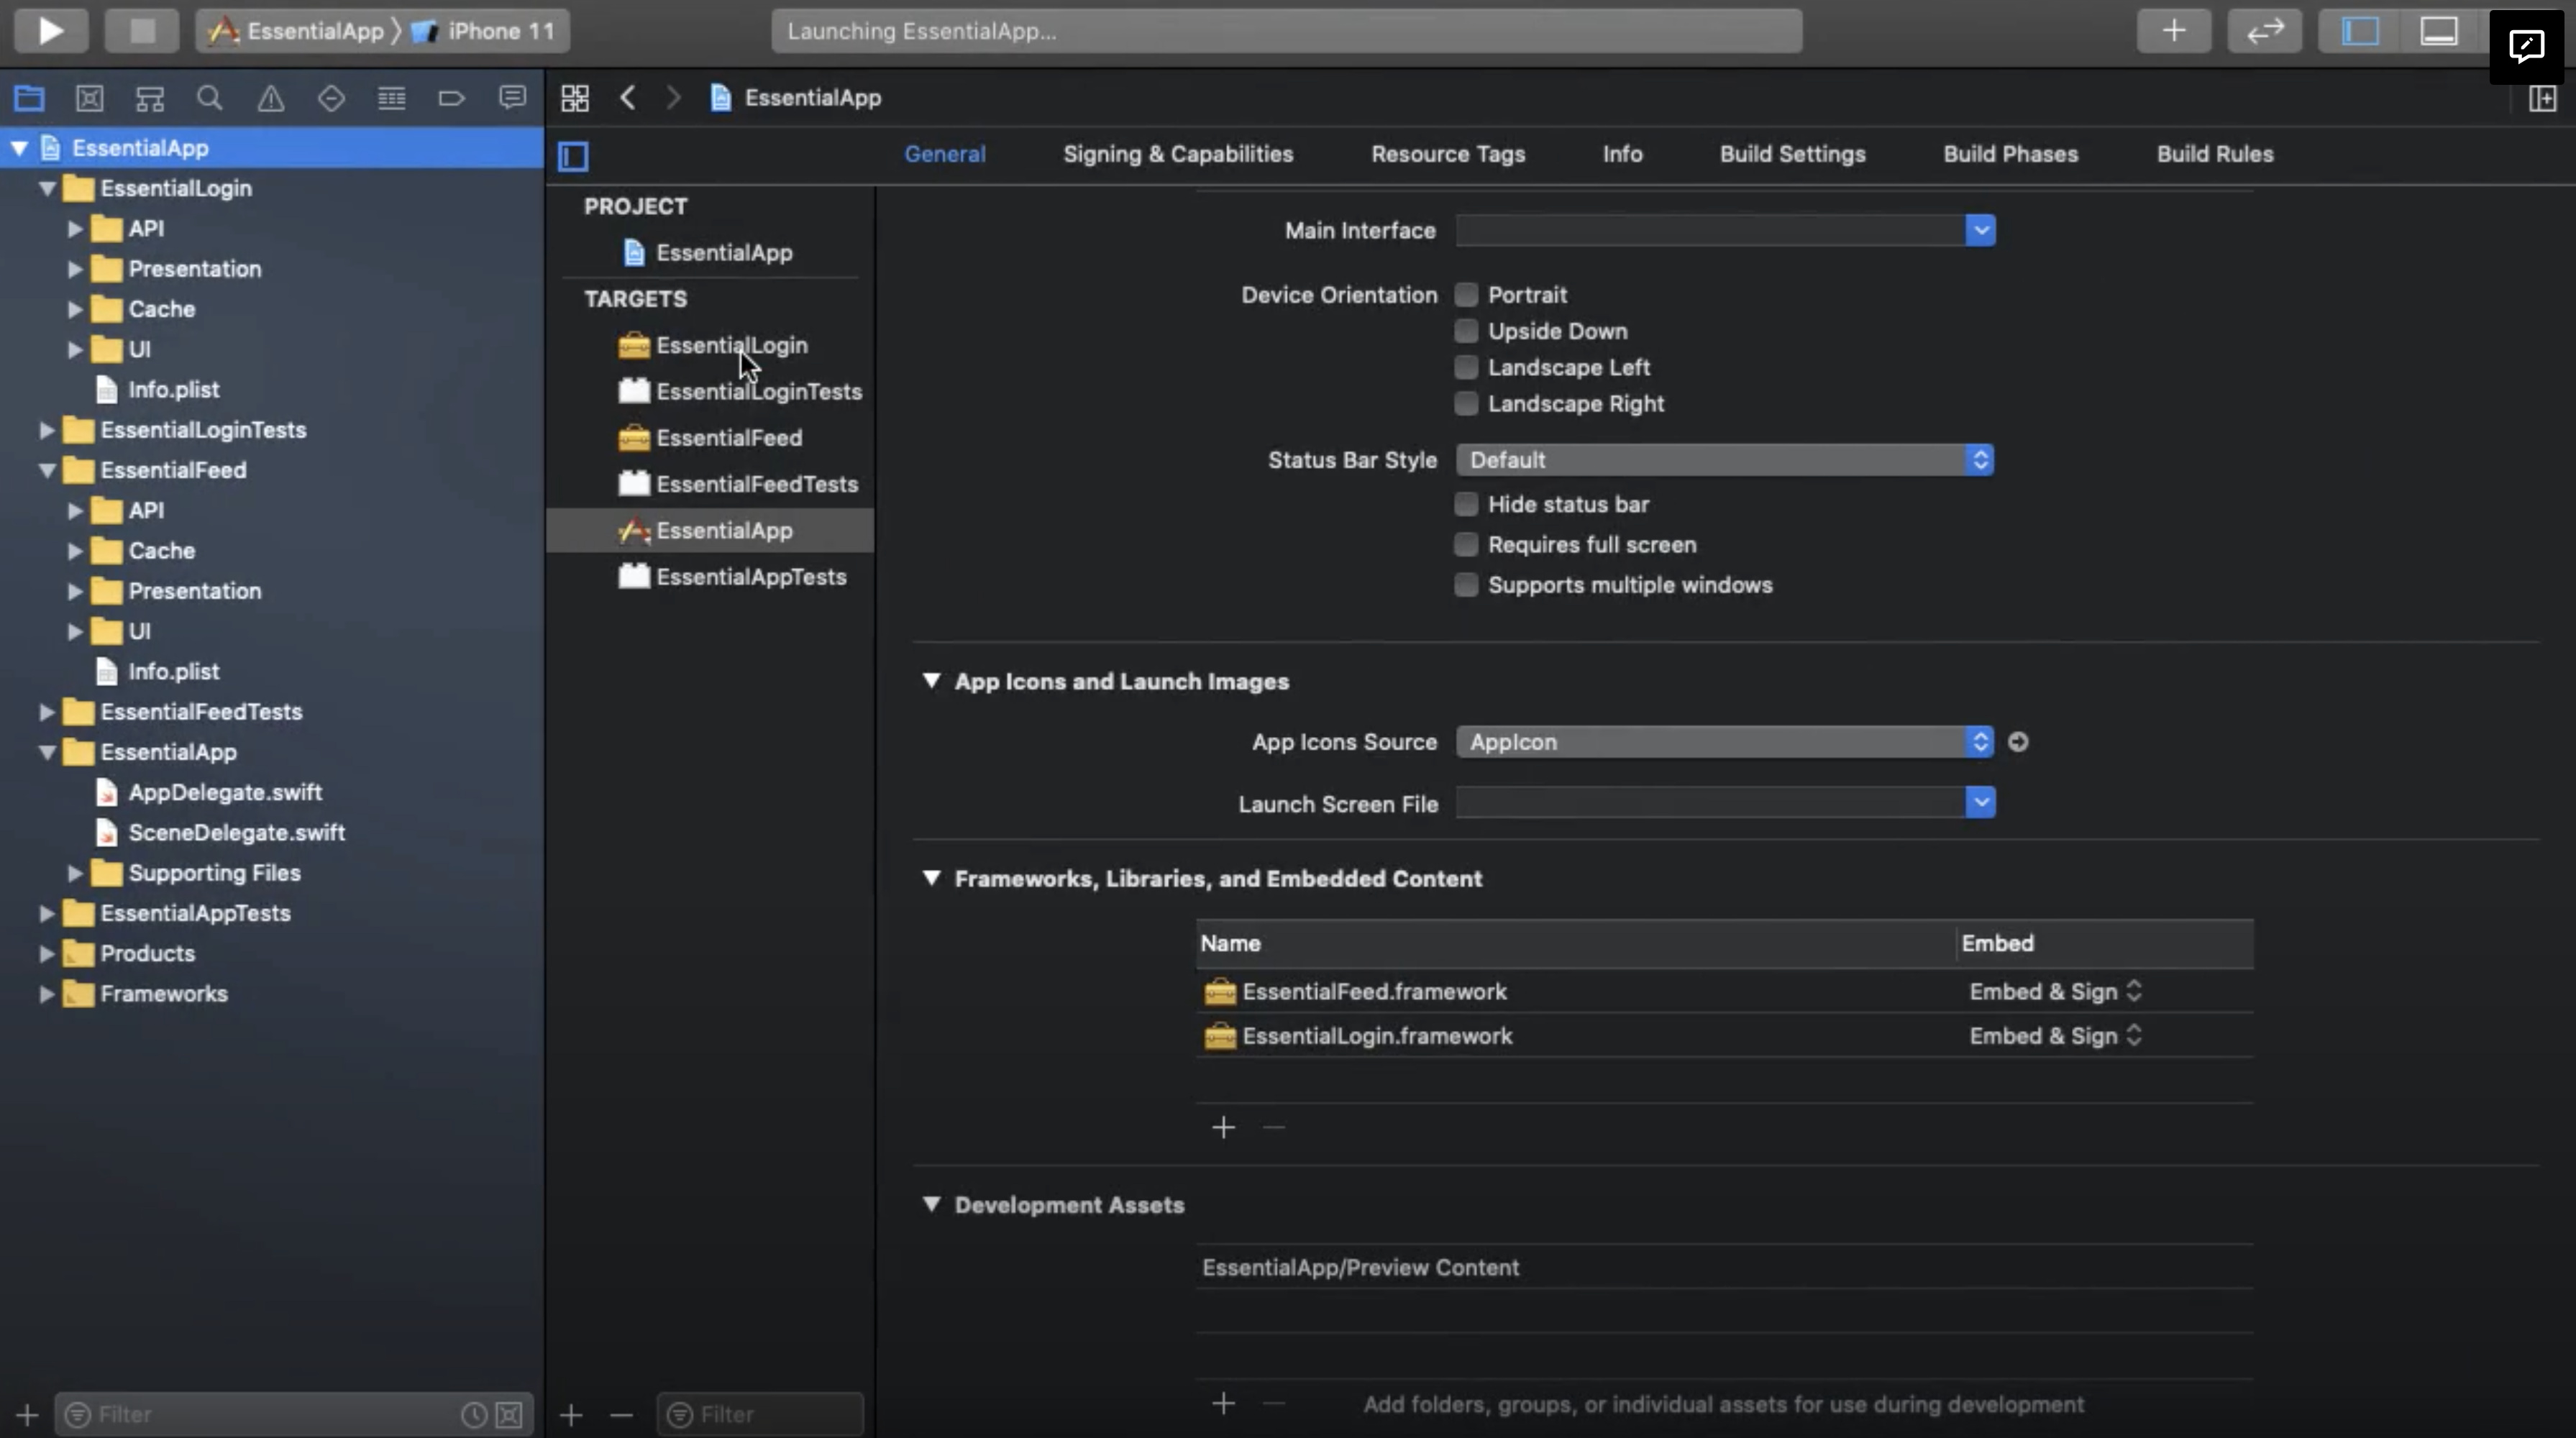 EssentialApp 〉 iPhone 11
Launching EssentialApp...
EssentialApp
General Signing & Capabilities Resource Tags Info Build Settings Build Phases Build Rules
EssentialApp
EssentialLogin
API
Presentation
Cache
UI
Info.plist
EssentialLoginTests
EssentialFeed
API
Cache
Presentation
UI
Info.plist
EssentialFeedTests
EssentialApp
AppDelegate.swift
SceneDelegate.swift
Supporting Files
EssentialAppTests
Products
Frameworks
Filter
PROJECT
EssentialApp
TARGETS
EssentialLogin
EssentialLoginTests
EssentialFeed
EssentialFeedTests
EssentialApp
EssentialAppTests
Filter
Main Interface
Device Orientation Portrait
Upside Down
Landscape Left
Landscape Right
Status Bar Style Default
Hide status bar
Requires full screen
Supports multiple windows
App Icons and Launch Images
App Icons Source AppIcon
Launch Screen File
Frameworks, Libraries, and Embedded Content
Name Embed
EssentialFeed.framework Embed & Sign
EssentialLogin.framework Embed & Sign
Development Assets
EssentialApp/Preview Content
Add folders, groups, or individual assets for use during development